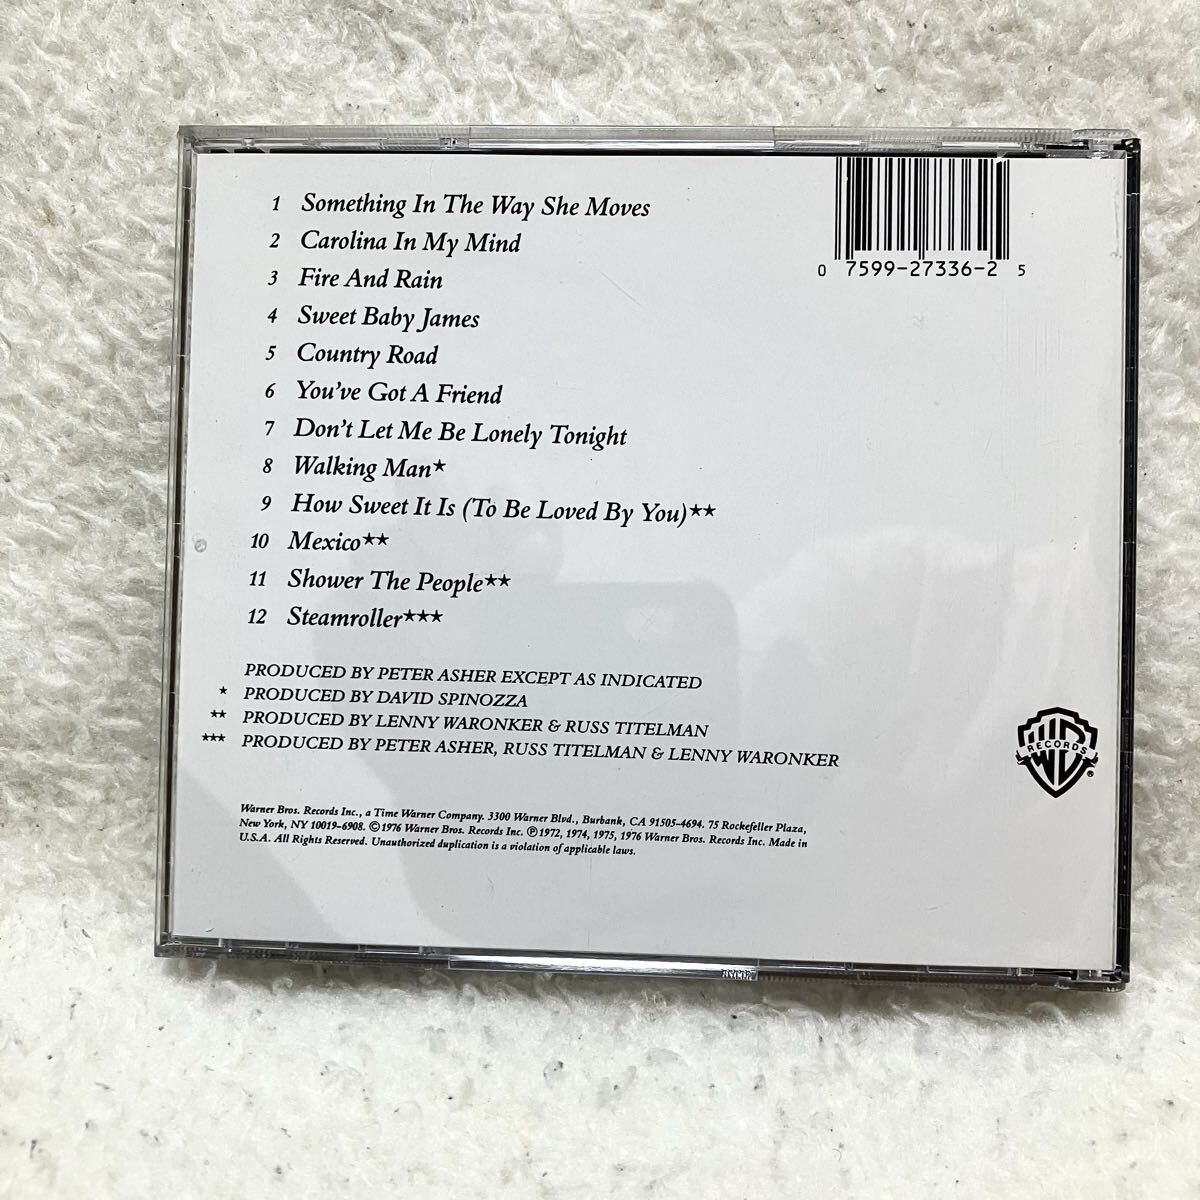 1 Something In The Way She Moves
2 Carolina In My Mind
3 Fire And Rain
4 Sweet Baby James
5 Country Road
6 You've Got A Friend
7 Don't Let Me Be Lonely Tonight
8 Walking Man★
9 How Sweet It Is (To Be Loved By You)★★
10 Mexico★★
11 Shower The People★★
12 Steamroller★★★
0 7599-27336-2 5
PRODUCED BY PETER ASHER EXCEPT AS INDICATED
★ PRODUCED BY DAVID SPINOZZA
★★ PRODUCED BY LENNY WARONKER & RUSS TITELMAN
★★★ PRODUCED BY PETER ASHER, RUSS TITELMAN & LENNY WARONKER
WB
RECORDS
®
Warner Bros. Records Inc., a Time Warner Company. 3300 Warner Blvd., Burbank, CA 91505-4694. 75 Rockefeller Plaza,
New York, NY 10019-6908. ©1976 Warner Bros. Records Inc. ℗1972, 1974, 1975, 1976 Warner Bros. Records Inc. Made in
U.S.A. All Rights Reserved. Unauthorized duplication is a violation of applicable laws.